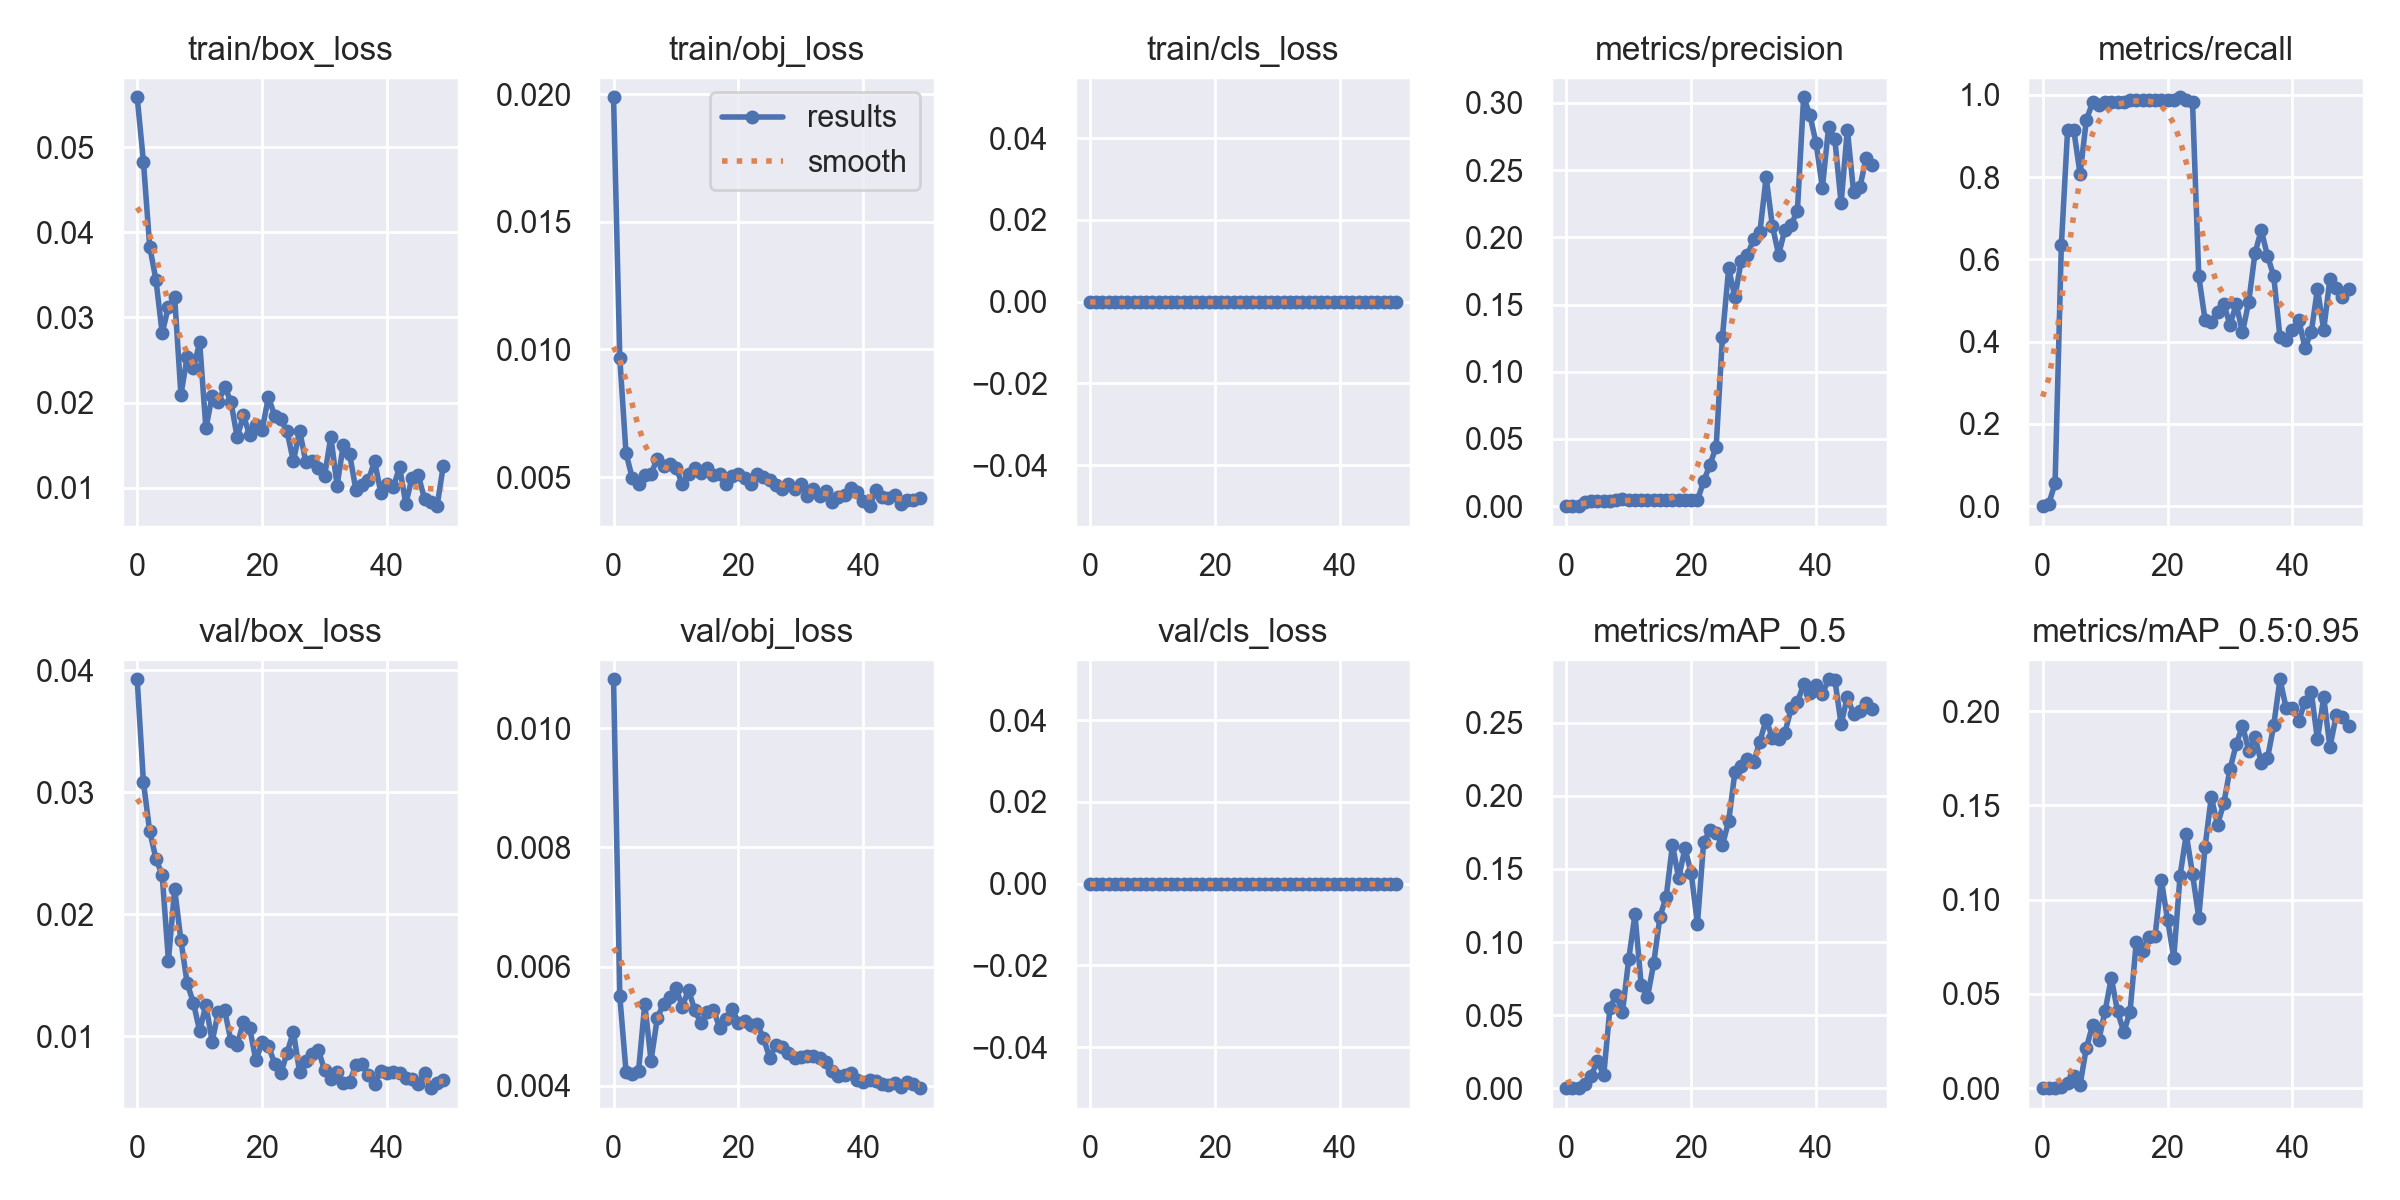 train/box_loss
0.05
0.04
0.03
0.02
0.01
0 20 40
train/obj_loss
results
smooth
0.020
0.015
0.010
0.005
0 20 40
train/cls_loss
0.04
0.02
0.00
−0.02
−0.04
0 20 40
metrics/precision
0.30
0.25
0.20
0.15
0.10
0.05
0.00
0 20 40
metrics/recall
1.0
0.8
0.6
0.4
0.2
0.0
0 20 40
val/box_loss
0.04
0.03
0.02
0.01
0 20 40
val/obj_loss
0.010
0.008
0.006
0.004
0 20 40
val/cls_loss
0.04
0.02
0.00
−0.02
−0.04
0 20 40
metrics/mAP_0.5
0.25
0.20
0.15
0.10
0.05
0.00
0 20 40
metrics/mAP_0.5:0.95
0.20
0.15
0.10
0.05
0.00
0 20 40